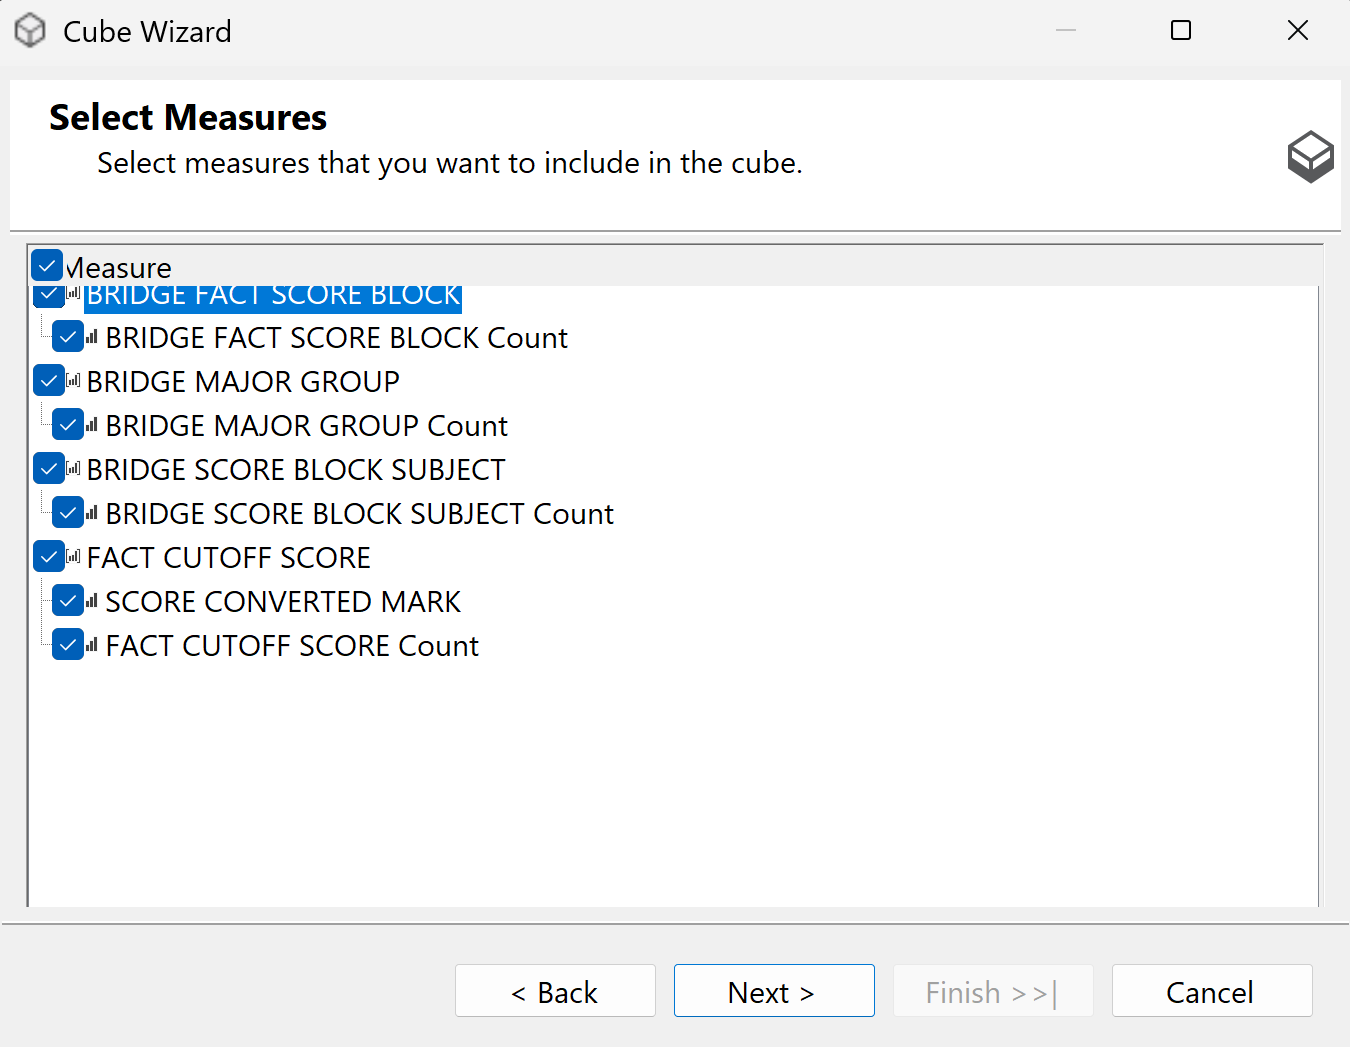 Cube Wizard
Select Measures
Select measures that you want to include in the cube.
Measure
BRIDGE FACT SCORE BLOCK
BRIDGE FACT SCORE BLOCK Count
BRIDGE MAJOR GROUP
BRIDGE MAJOR GROUP Count
BRIDGE SCORE BLOCK SUBJECT
BRIDGE SCORE BLOCK SUBJECT Count
FACT CUTOFF SCORE
SCORE CONVERTED MARK
FACT CUTOFF SCORE Count
< Back Next > Finish >>| Cancel